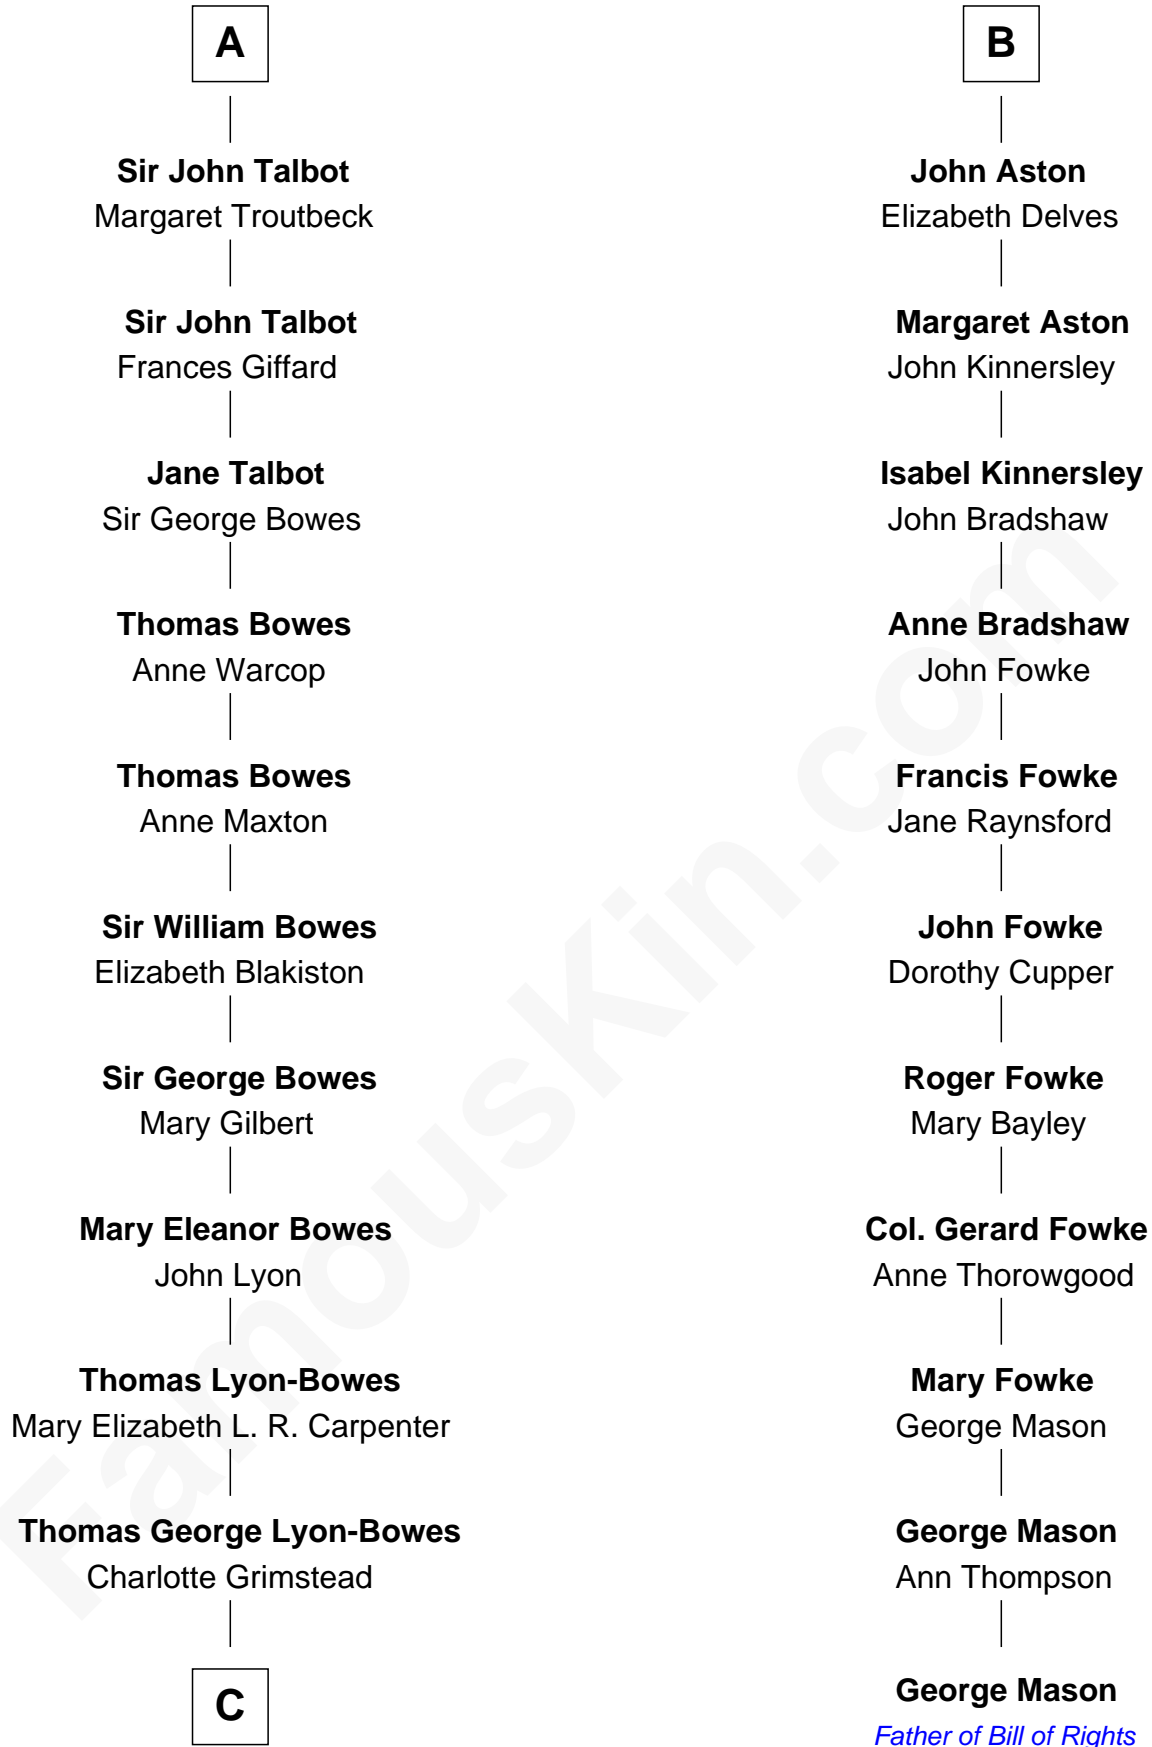 A
Sir John Talbot
Margaret Troutbeck
Sir John Talbot
Frances Giffard
Jane Talbot
Sir George Bowes
Thomas Bowes
Anne Warcop
Thomas Bowes
Anne Maxton
Sir William Bowes
Elizabeth Blakiston
Sir George Bowes
Mary Gilbert
Mary Eleanor Bowes
John Lyon
Thomas Lyon-Bowes
Mary Elizabeth L. R. Carpenter
Thomas George Lyon-Bowes
Charlotte Grimstead
C
B
John Aston
Elizabeth Delves
Margaret Aston
John Kinnersley
Isabel Kinnersley
John Bradshaw
Anne Bradshaw
John Fowke
Francis Fowke
Jane Raynsford
John Fowke
Dorothy Cupper
Roger Fowke
Mary Bayley
Col. Gerard Fowke
Anne Thorowgood
Mary Fowke
George Mason
George Mason
Ann Thompson
George Mason
Father of Bill of Rights
FamousKin.com